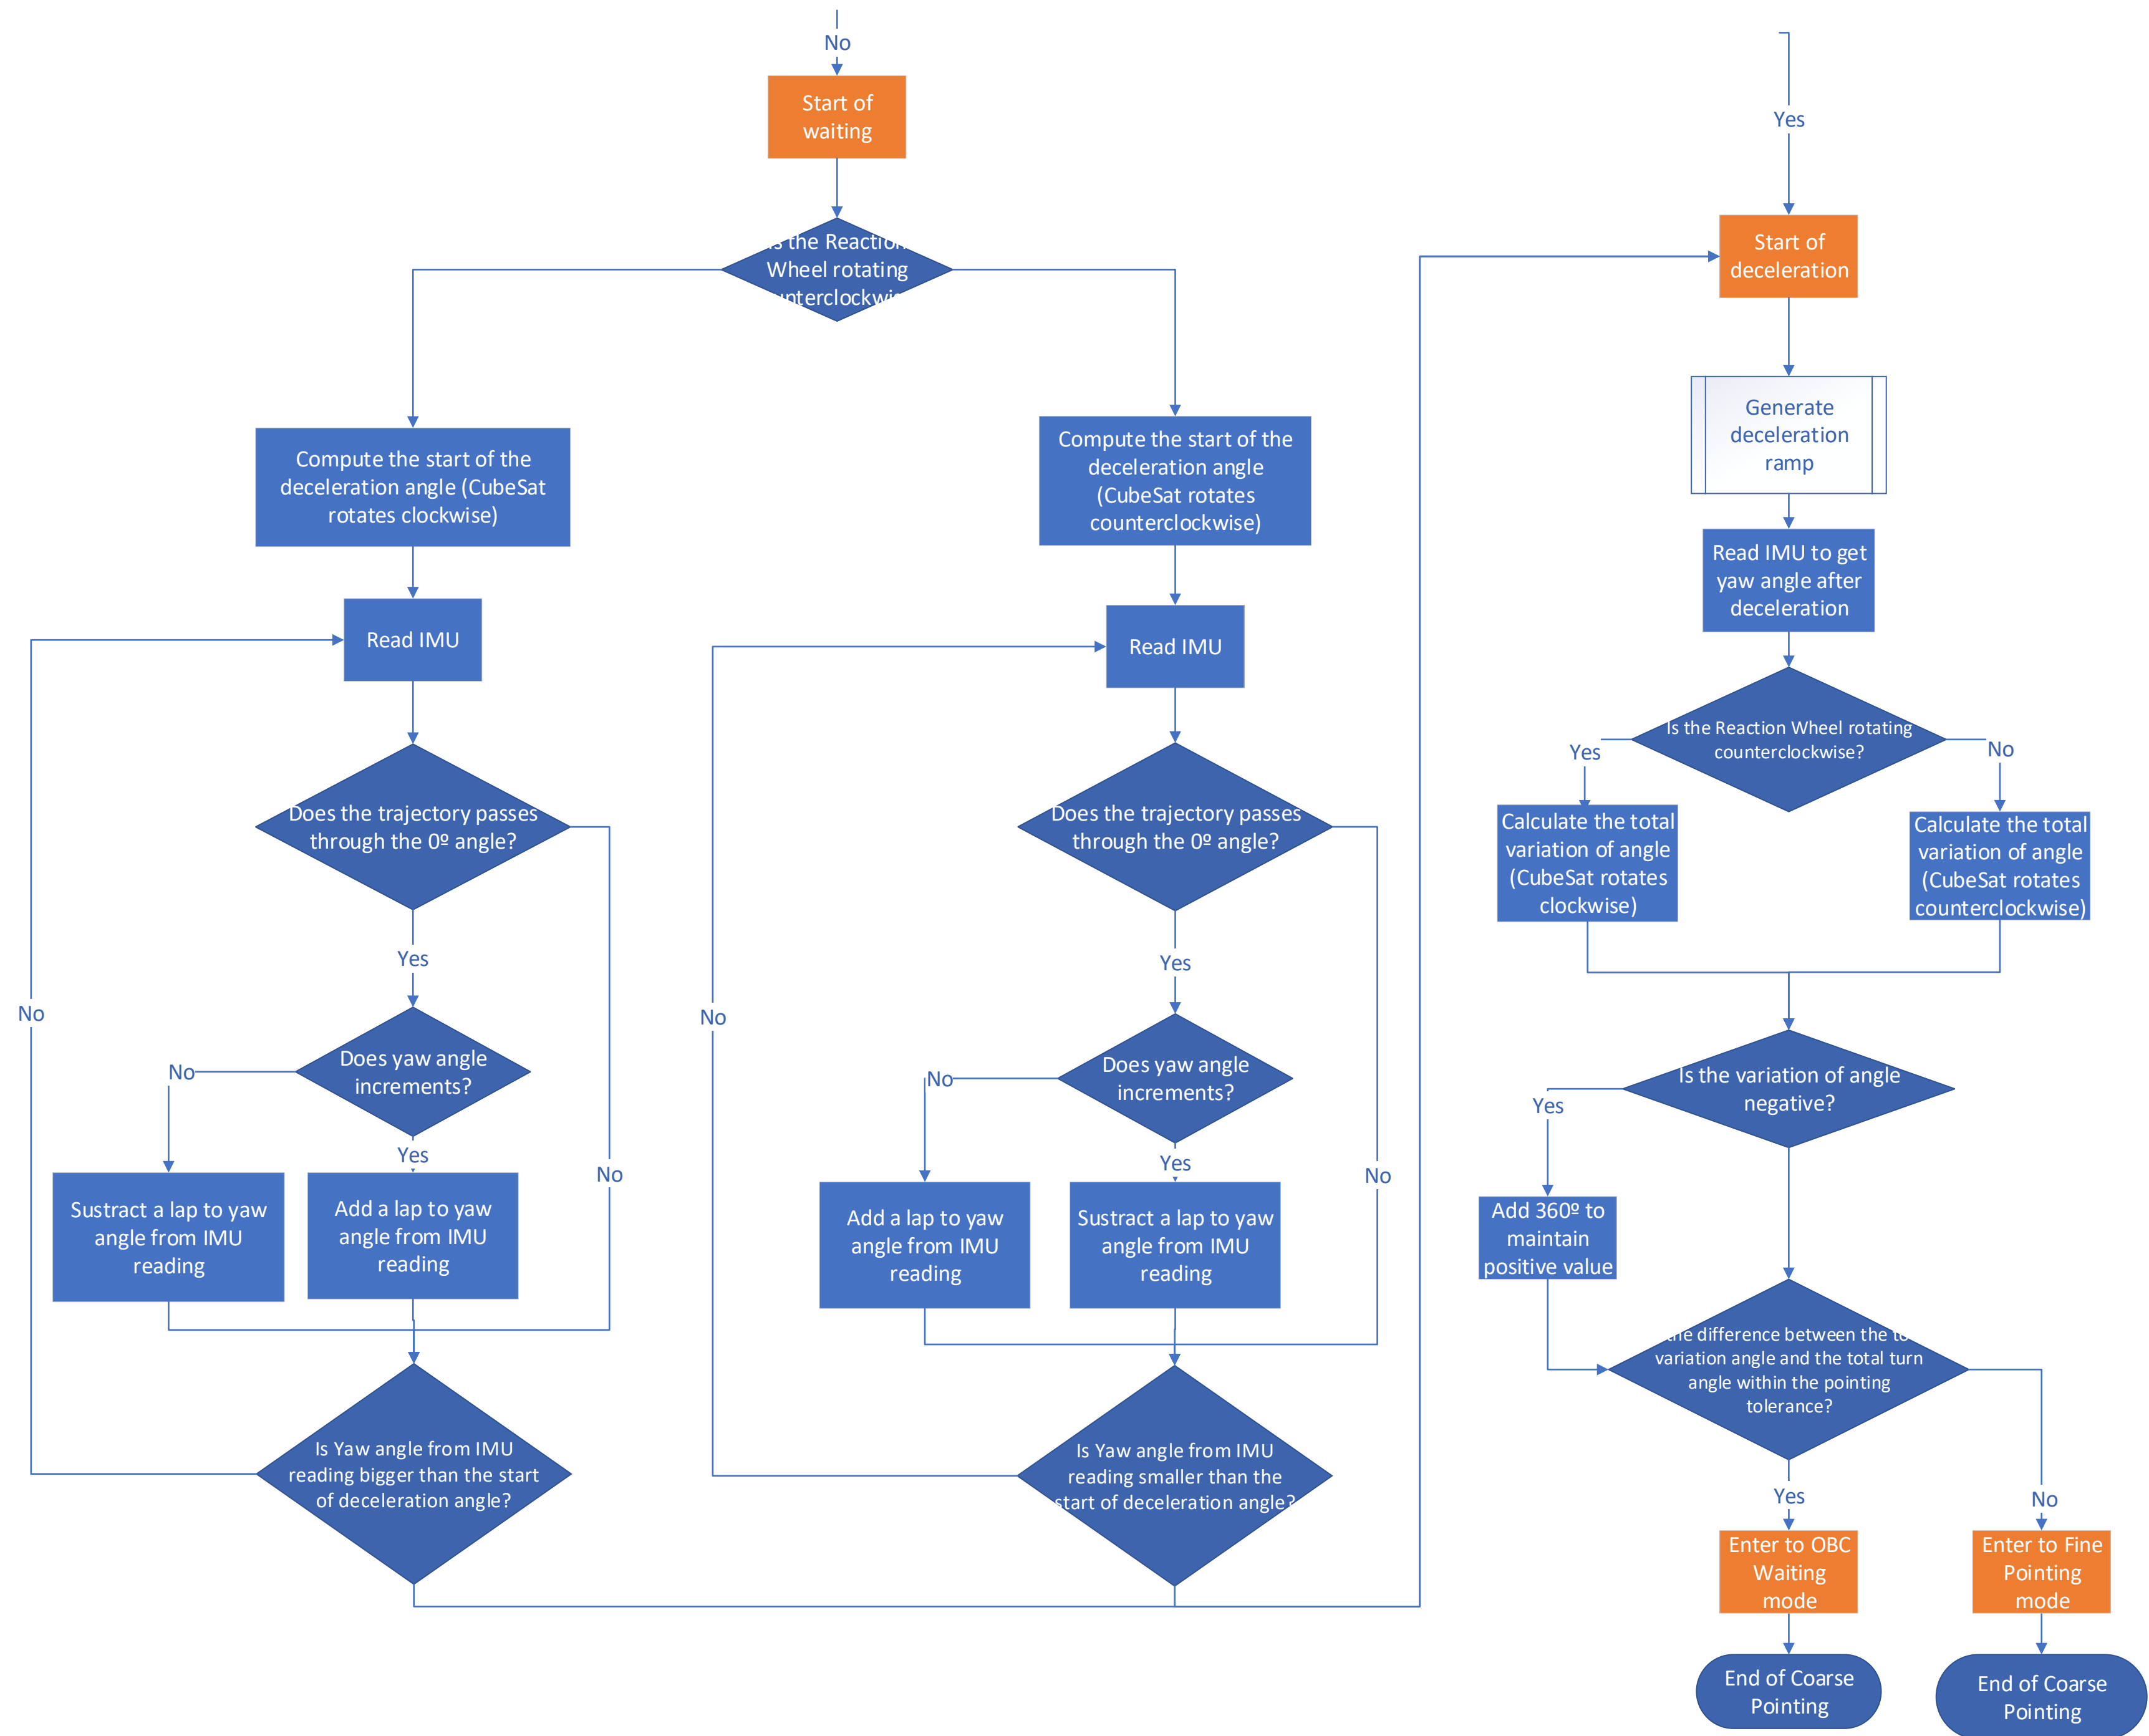 No
Start of
waiting
the Reaction
Wheel rotating
Compute the start of the
deceleration angle (CubeSat
rotates clockwise)
Read IMU
Does the trajectory passes
through the 0º angle?
Yes
No
Does yaw angle
increments?
No
Yes
Sustract a lap to yaw
angle from IMU
reading
Add a lap to yaw
angle from IMU
reading
No
Is Yaw angle from IMU
reading bigger than the start
of deceleration angle?
Compute the start of the
deceleration angle
(CubeSat rotates
counterclockwise)
Read IMU
Does the trajectory passes
through the 0º angle?
Yes
No
Does yaw angle
increments?
No
Yes
Add a lap to yaw
angle from IMU
reading
Sustract a lap to yaw
angle from IMU
reading
No
Is Yaw angle from IMU
reading smaller than the
start of deceleration angle?
Yes
Start of
deceleration
Generate
deceleration
ramp
Read IMU to get
yaw angle after
deceleration
Is the Reaction Wheel rotating
counterclockwise?
Yes
No
Calculate the total
variation of angle
(CubeSat rotates
clockwise)
Calculate the total
variation of angle
(CubeSat rotates
counterclockwise)
Is the variation of angle
negative?
Yes
Add 360º to
maintain
positive value
difference between the
variation angle and the total turn
angle within the pointing
tolerance?
Yes
No
Enter to OBC
Waiting
mode
Enter to Fine
Pointing
mode
End of Coarse
Pointing
End of Coarse
Pointing